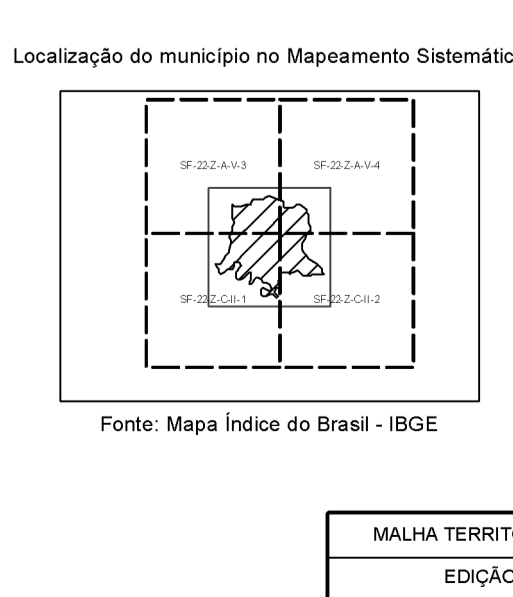 Localização do município no Mapeamento Sistemátic
SF-22-Z-A-V-3
SF-22-Z-A-V-4
SF-22-Z-C-II-1
SF-22-Z-C-II-2
Fonte: Mapa Índice do Brasil - IBGE
MALHA TERRIT
EDIÇÃO